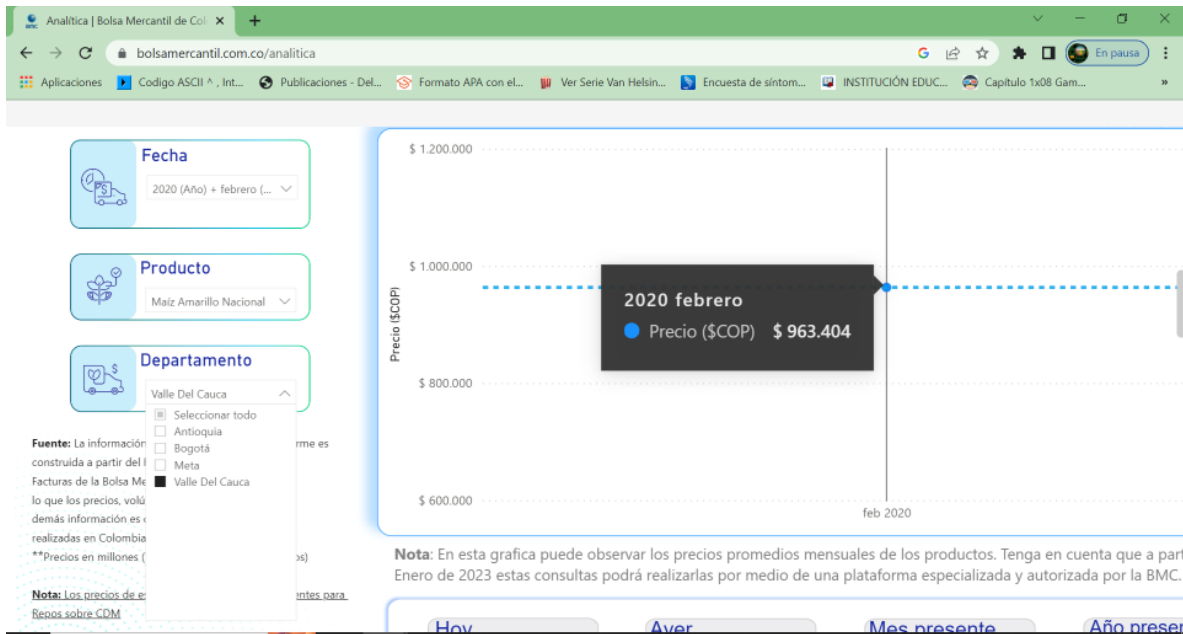 Analítica | Bolsa Mercantil de Col
bolsamercantil.com.co/analitica
En pausa
Aplicaciones
Codigo ASCII ^ , Int...
Publicaciones - Del...
Formato APA con el...
Ver Serie Van Helsin...
Encuesta de síntom...
INSTITUCIÓN EDUC...
Capítulo 1x08 Gam...
»
Fecha
2020 (Año) + febrero (...
Producto
Maíz Amarillo Nacional
Departamento
Valle Del Cauca
Seleccionar todo
Antioquia
Bogotá
Meta
Valle Del Cauca
Fuente: La información rme es
construida a partir del
Facturas de la Bolsa Me
lo que los precios, volú
demás información es
realizadas en Colombia
**Precios en millones ( os)
Nota: Los precios de es entes para
Repos sobre CDM
Precio ($COP)
$ 1.200.000
$ 1.000.000
$ 800.000
$ 600.000
2020 febrero
Precio ($COP) $ 963.404
feb 2020
Nota: En esta grafica puede observar los precios promedios mensuales de los productos. Tenga en cuenta que a part
Enero de 2023 estas consultas podrá realizarlas por medio de una plataforma especializada y autorizada por la BMC.
Hoy
Ayer
Mes presente
Año preser